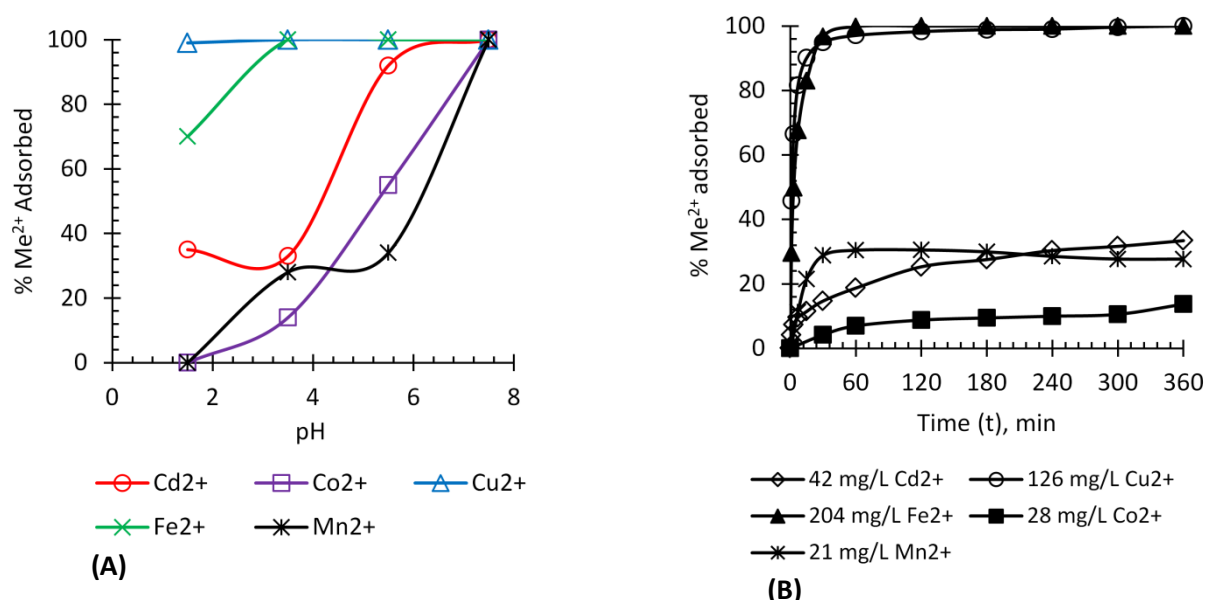 100
80
60
40
20
0
% Me²⁺ Adsorbed
0 2 4 6 8
pH
Cd2+ Co2+ Cu2+
Fe2+ Mn2+
(A)
100
80
60
40
20
0
% Me²⁺ adsorbed
0 60 120 180 240 300 360
Time (t), min
42 mg/L Cd2+ 126 mg/L Cu2+
204 mg/L Fe2+ 28 mg/L Co2+
21 mg/L Mn2+
(B)